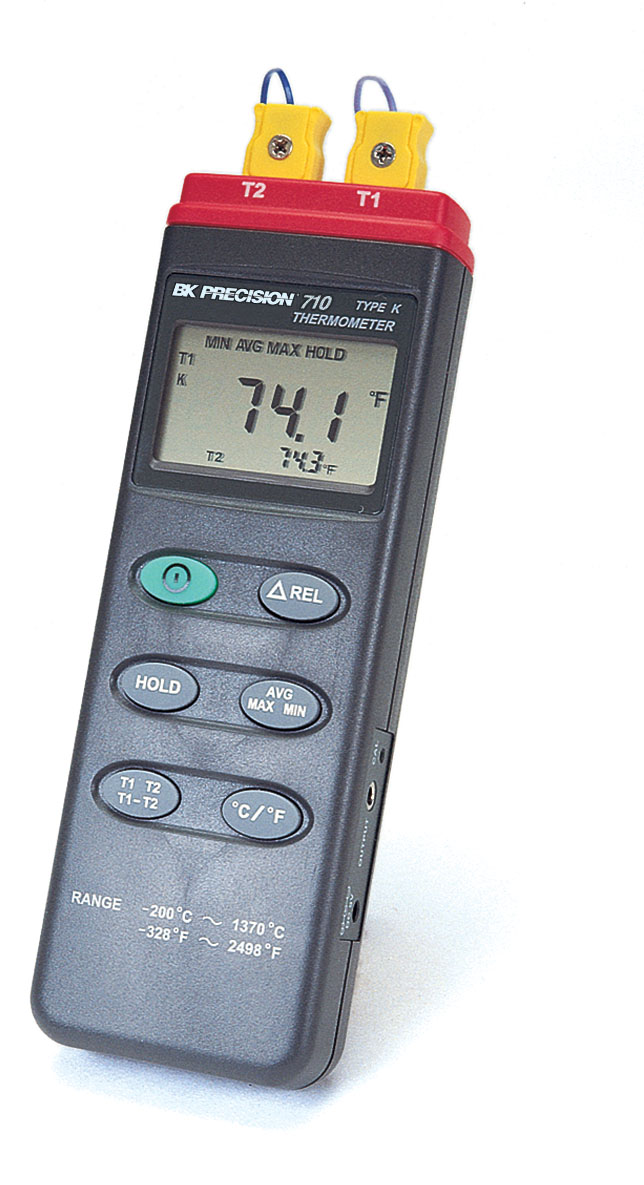 T2 T1
BK PRECISION 710 TYPE K
THERMOMETER
MIN AVG MAX HOLD
T1
K
74.1 °F
T2 74.3 °F
△ REL
HOLD
AVG
MAX MIN
T1 T2
T1-T2
°C/°F
RANGE -200°C ~ 1370°C
-328°F ~ 2498°F
OUTPUT